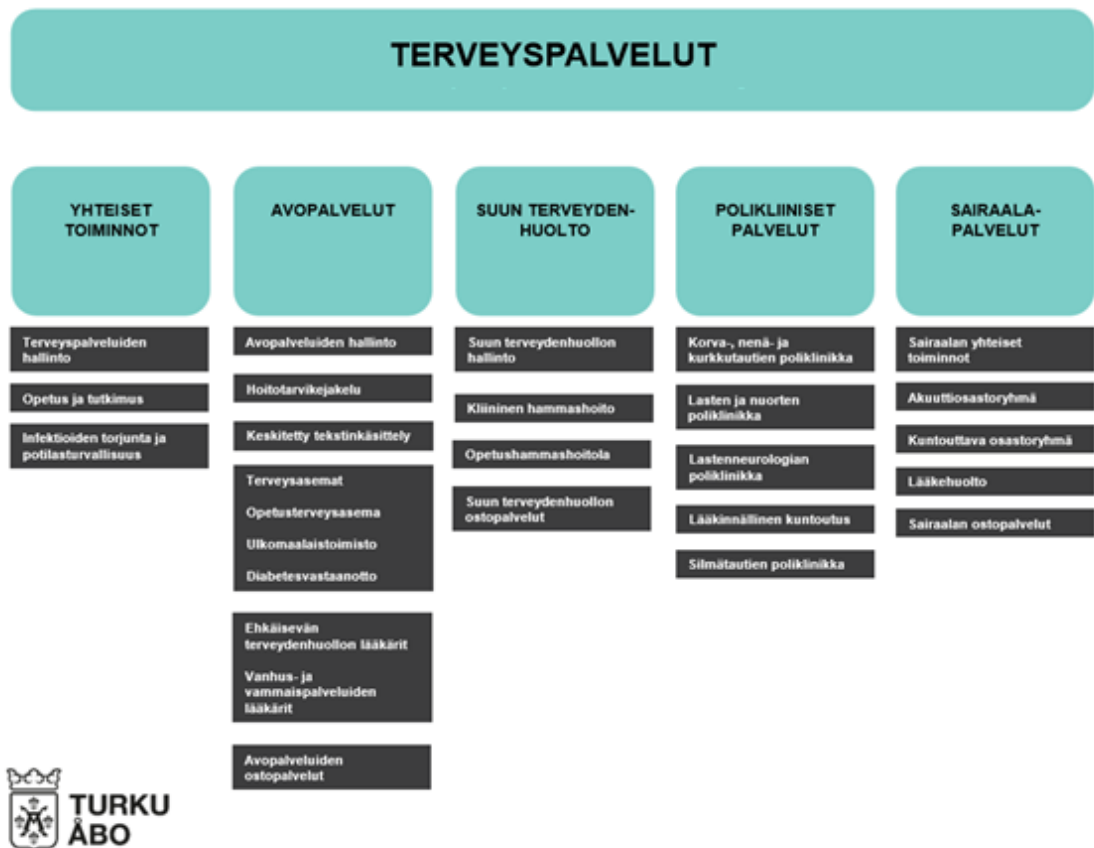 TERVEYSPALVELUT
YHTEISET
TOIMINNOT
Terveyspalveluiden
hallinto
Opetus ja tutkimus
Infektioiden torjunta ja
potilasturvallisuus
AVOPALVELUT
Avopalveluiden hallinto
Hoitotarvikejakelu
Keskitetty tekstinkäsittely
Terveysasemat
Opetusterveysasema
Ulkomaalaistoimisto
Diabetesvastaanotto
Ehkäisevän
terveydenhuollon lääkärit
Vanhus- ja
vammaispalveluiden
lääkärit
Avopalveluiden
ostopalvelut
SUUN TERVEYDEN-
HUOLTO
Suun terveydenhuollon
hallinto
Kliininen hammashoito
Opetushammashoitola
Suun terveydenhuollon
ostopalvelut
POLIKLIINISET
PALVELUT
Korva-, nenä- ja
kurkkutautien poliklinikka
Lasten ja nuorten
poliklinikka
Lastenneurologian
poliklinikka
Lääkinnällinen kuntoutus
Silmätautien poliklinikka
SAIRAALA-
PALVELUT
Sairaalan yhteiset
toiminnot
Akuuttiosastoryhmä
Kuntouttava osastoryhmä
Lääkehuolto
Sairaalan ostopalvelut
TURKU
ÅBO